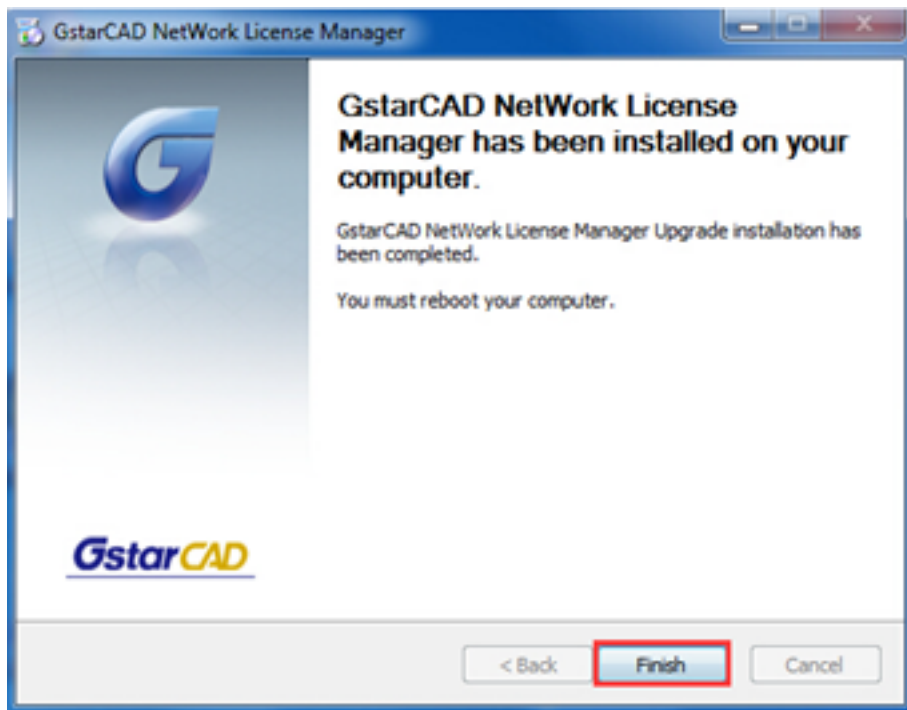 GstarCAD NetWork License Manager
GstarCAD NetWork License
Manager has been installed on your
computer.
GstarCAD NetWork License Manager Upgrade installation has
been completed.
You must reboot your computer.
GstarCAD
< Back
Finish
Cancel